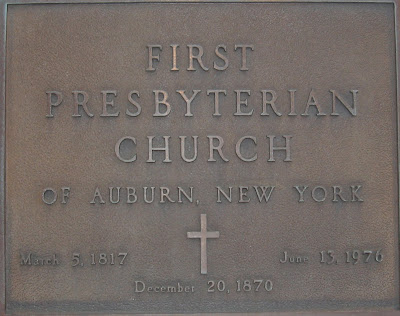 FIRST
PRESBYTERIAN
CHURCH
OF AUBURN, NEW YORK
March 5, 1817 June 13, 1976
December 20, 1870